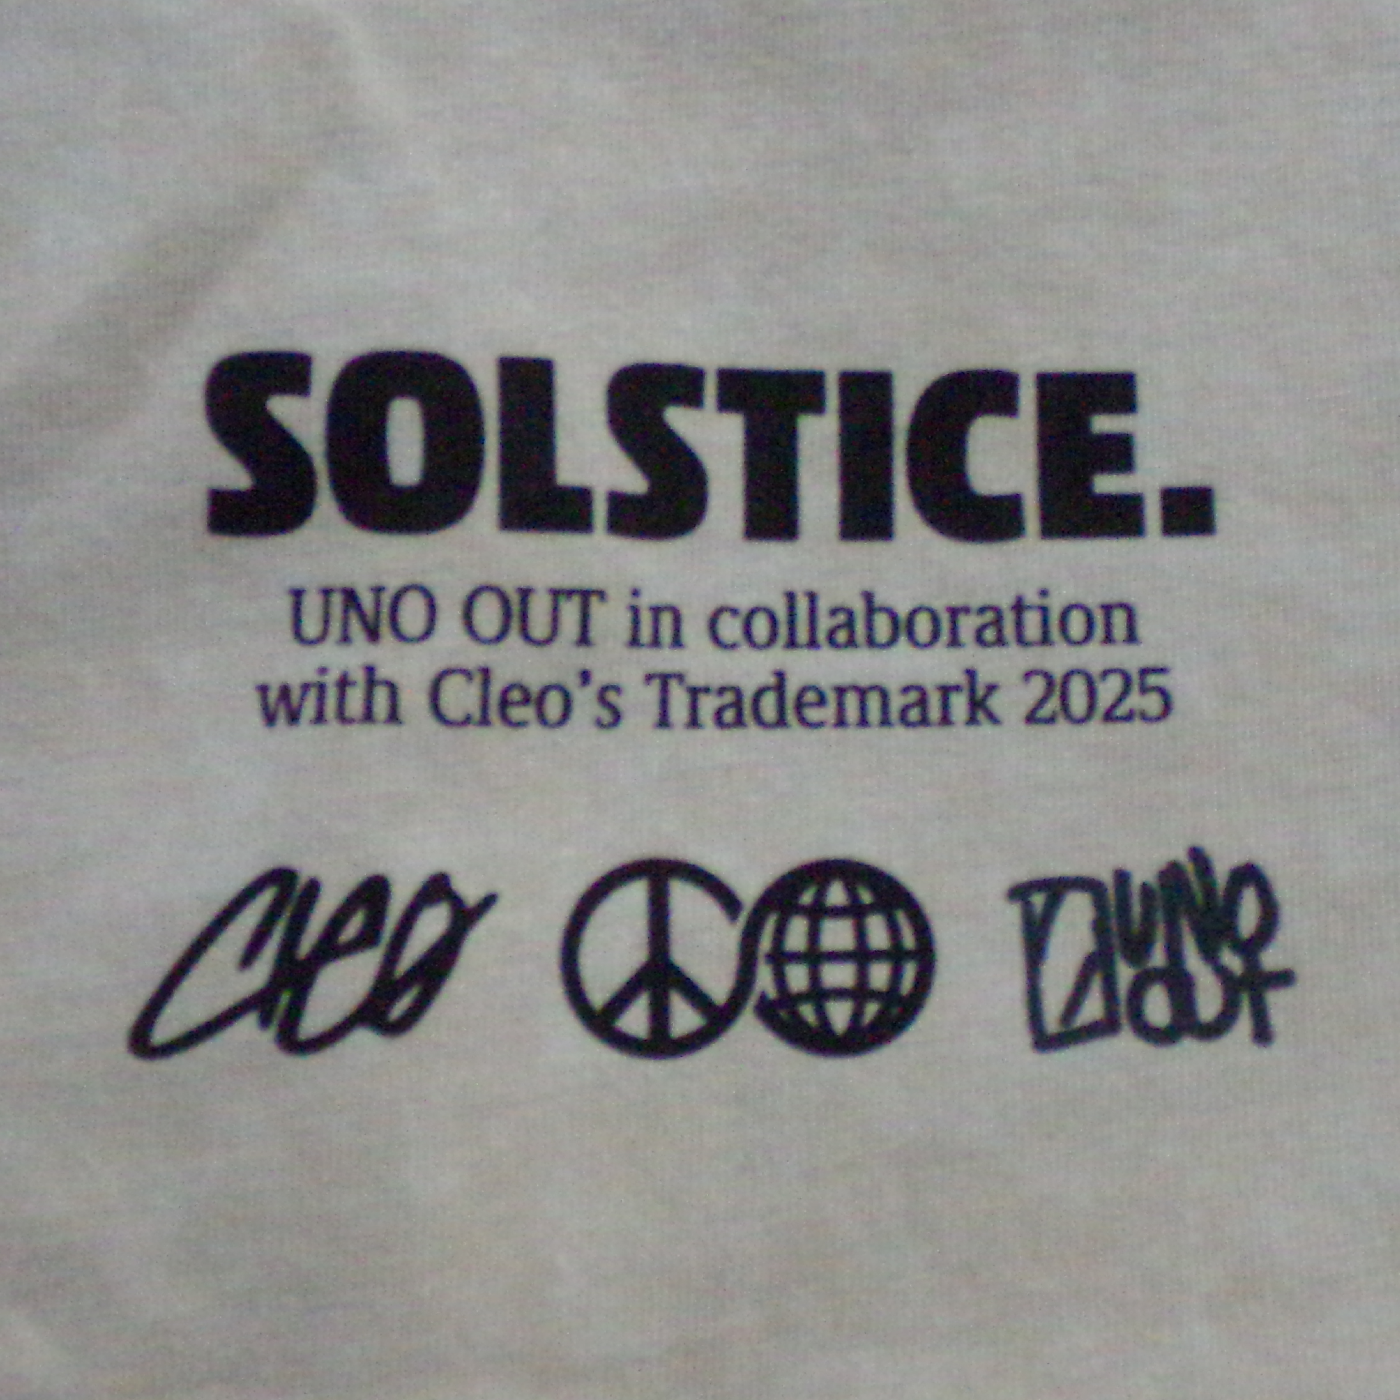 SOLSTICE.
UNO OUT in collaboration
with Cleo's Trademark 2025
Cleo
UNO
OUT